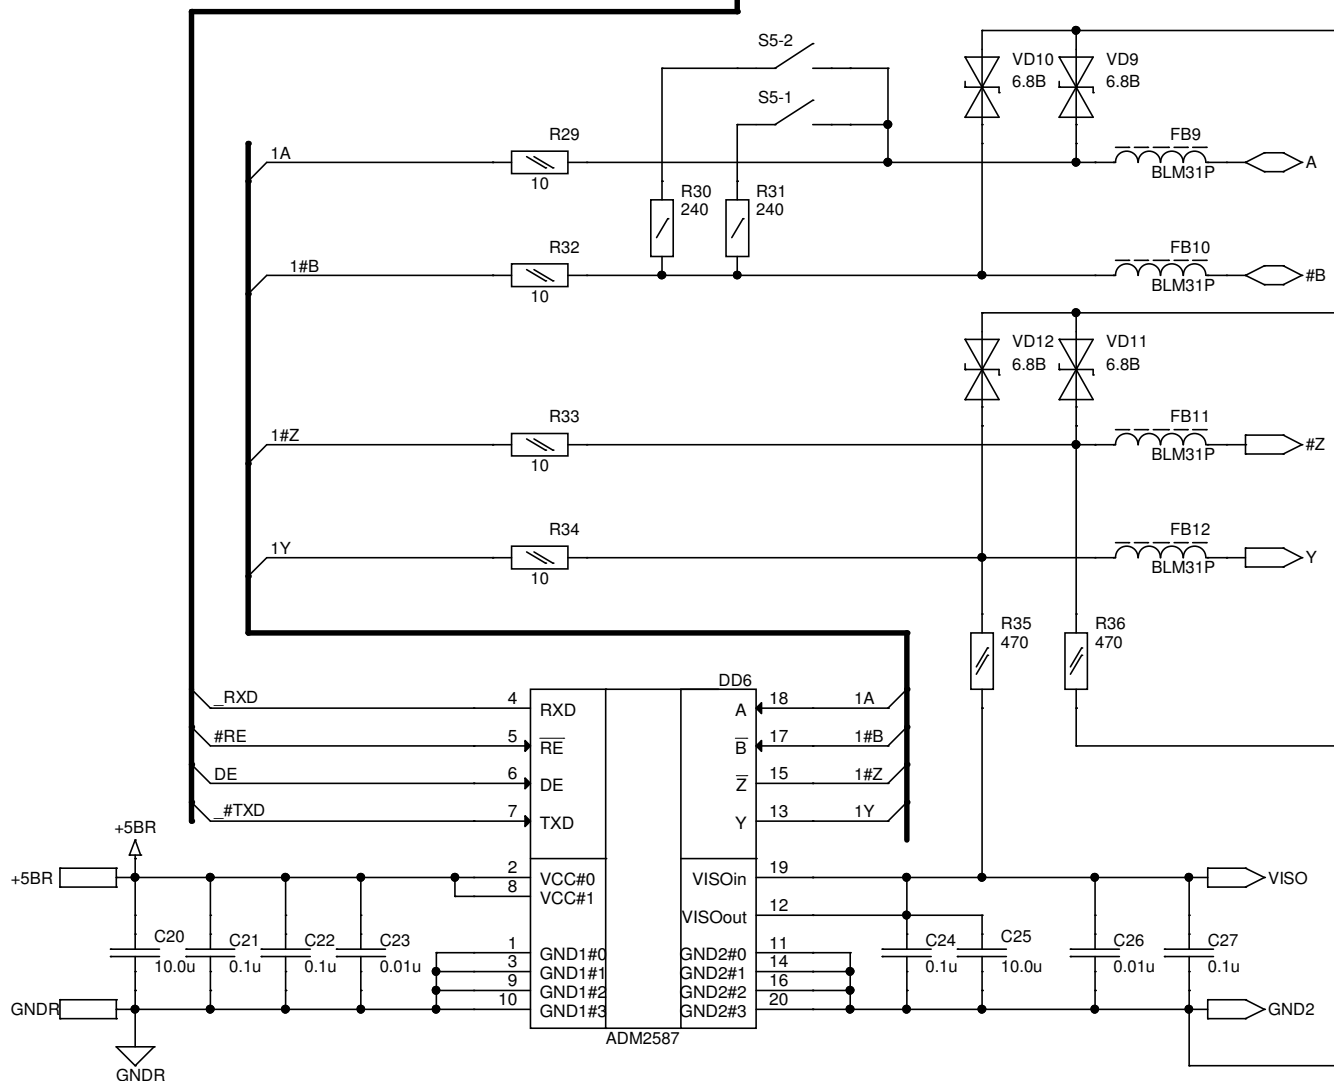 S5-2
VD10
VD9
6.8B
6.8B
S5-1
R29
FB9
1A
A
10
BLM31P
R30
R31
240
240
R32
FB10
1#B
#B
10
BLM31P
VD12
VD11
6.8B
6.8B
R33
FB11
1#Z
#Z
10
BLM31P
R34
FB12
1Y
Y
10
BLM31P
R35
R36
470
470
DD6
_RXD
4
RXD
A
18
1A
#RE
5
RE
B
17
1#B
DE
6
DE
Z
15
1#Z
_#TXD
7
TXD
Y
13
1Y
+5BR
+5BR
2
VCC#0
VISOin
19
VISO
8
VCC#1
VISOout
12
C20
C21
C22
C23
10.0u
0.1u
0.1u
0.01u
1
GND1#0
GND2#0
11
3
GND1#1
GND2#1
14
9
GND1#2
GND2#2
16
10
GND1#3
GND2#3
20
C24
C25
C26
C27
0.1u
10.0u
0.01u
0.1u
GNDR
GND2
ADM2587
GNDR